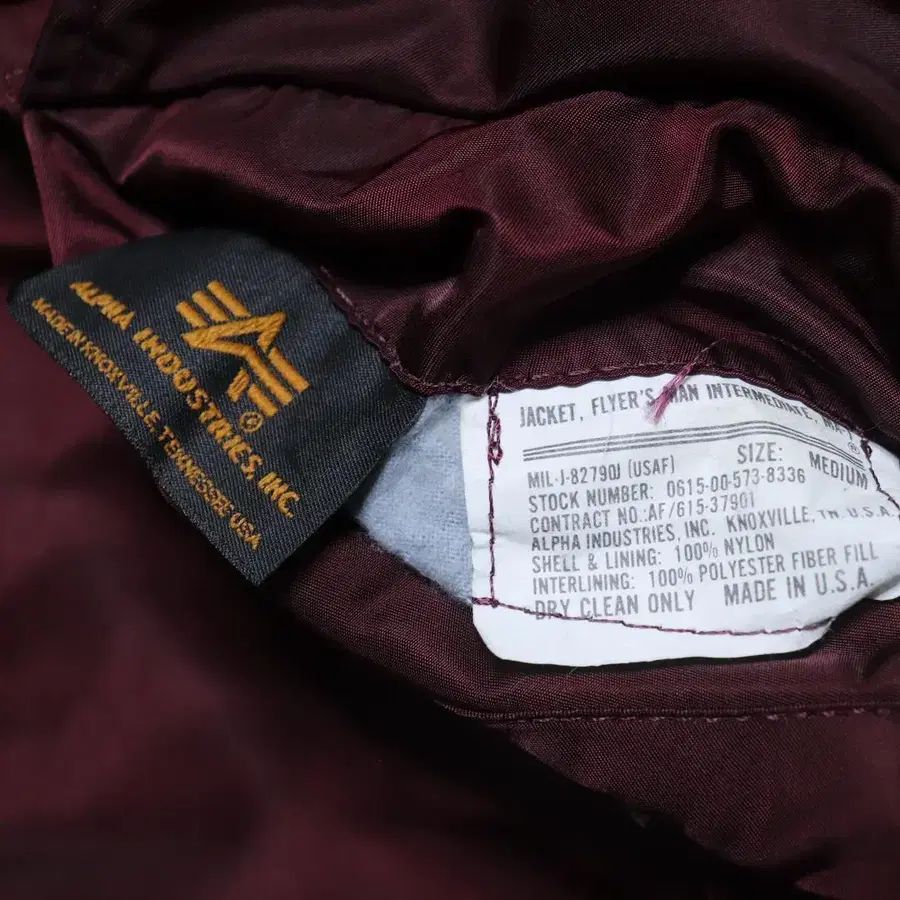 ALPHA INDUSTRIES, INC.
MADE IN KNOXVILLE, TENNESSEE USA
JACKET, FLYER'S MAN INTERMEDIATE,
SIZE:
MIL-J-8279OJ (USAF) MEDIUM
STOCK NUMBER: 0615-00-573-8336
CONTRACT NO.:AF/615-37901
ALPHA INDUSTRIES, INC. KNOXVILLE, TN. U.S.A.
SHELL & LINING: 100% NYLON
INTERLINING: 100% POLYESTER FIBER FILL
DRY CLEAN ONLY MADE IN U.S.A.